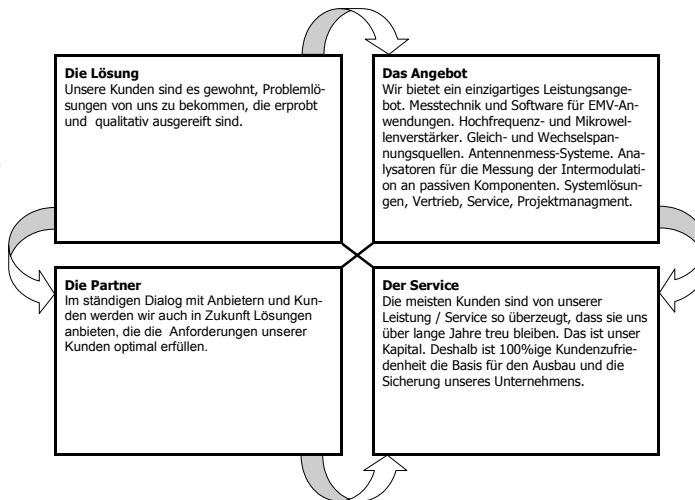 Die Lösung
Unsere Kunden sind es gewohnt, Problemlö-
sungen von uns zu bekommen, die erprobt
und qualitativ ausgereift sind.
Das Angebot
Wir bietet ein einzigartiges Leistungsange-
bot. Messtechnik und Software für EMV-An-
wendungen. Hochfrequenz- und Mikrowel-
lenverstärker. Gleich- und Wechselspan-
nungsquellen. Antennenmess-Systeme. Ana-
lysatoren für die Messung der Intermodulati-
on an passiven Komponenten. Systemlösun-
gen, Vertrieb, Service, Projektmanagment.
Die Partner
Im ständigen Dialog mit Anbietern und Kun-
den werden wir auch in Zukunft Lösungen
anbieten, die die Anforderungen unserer
Kunden optimal erfüllen.
Der Service
Die meisten Kunden sind von unserer
Leistung / Service so überzeugt, dass sie uns
über lange Jahre treu bleiben. Das ist unser
Kapital. Deshalb ist 100%ige Kundenzufrie-
denheit die Basis für den Ausbau und die
Sicherung unseres Unternehmens.